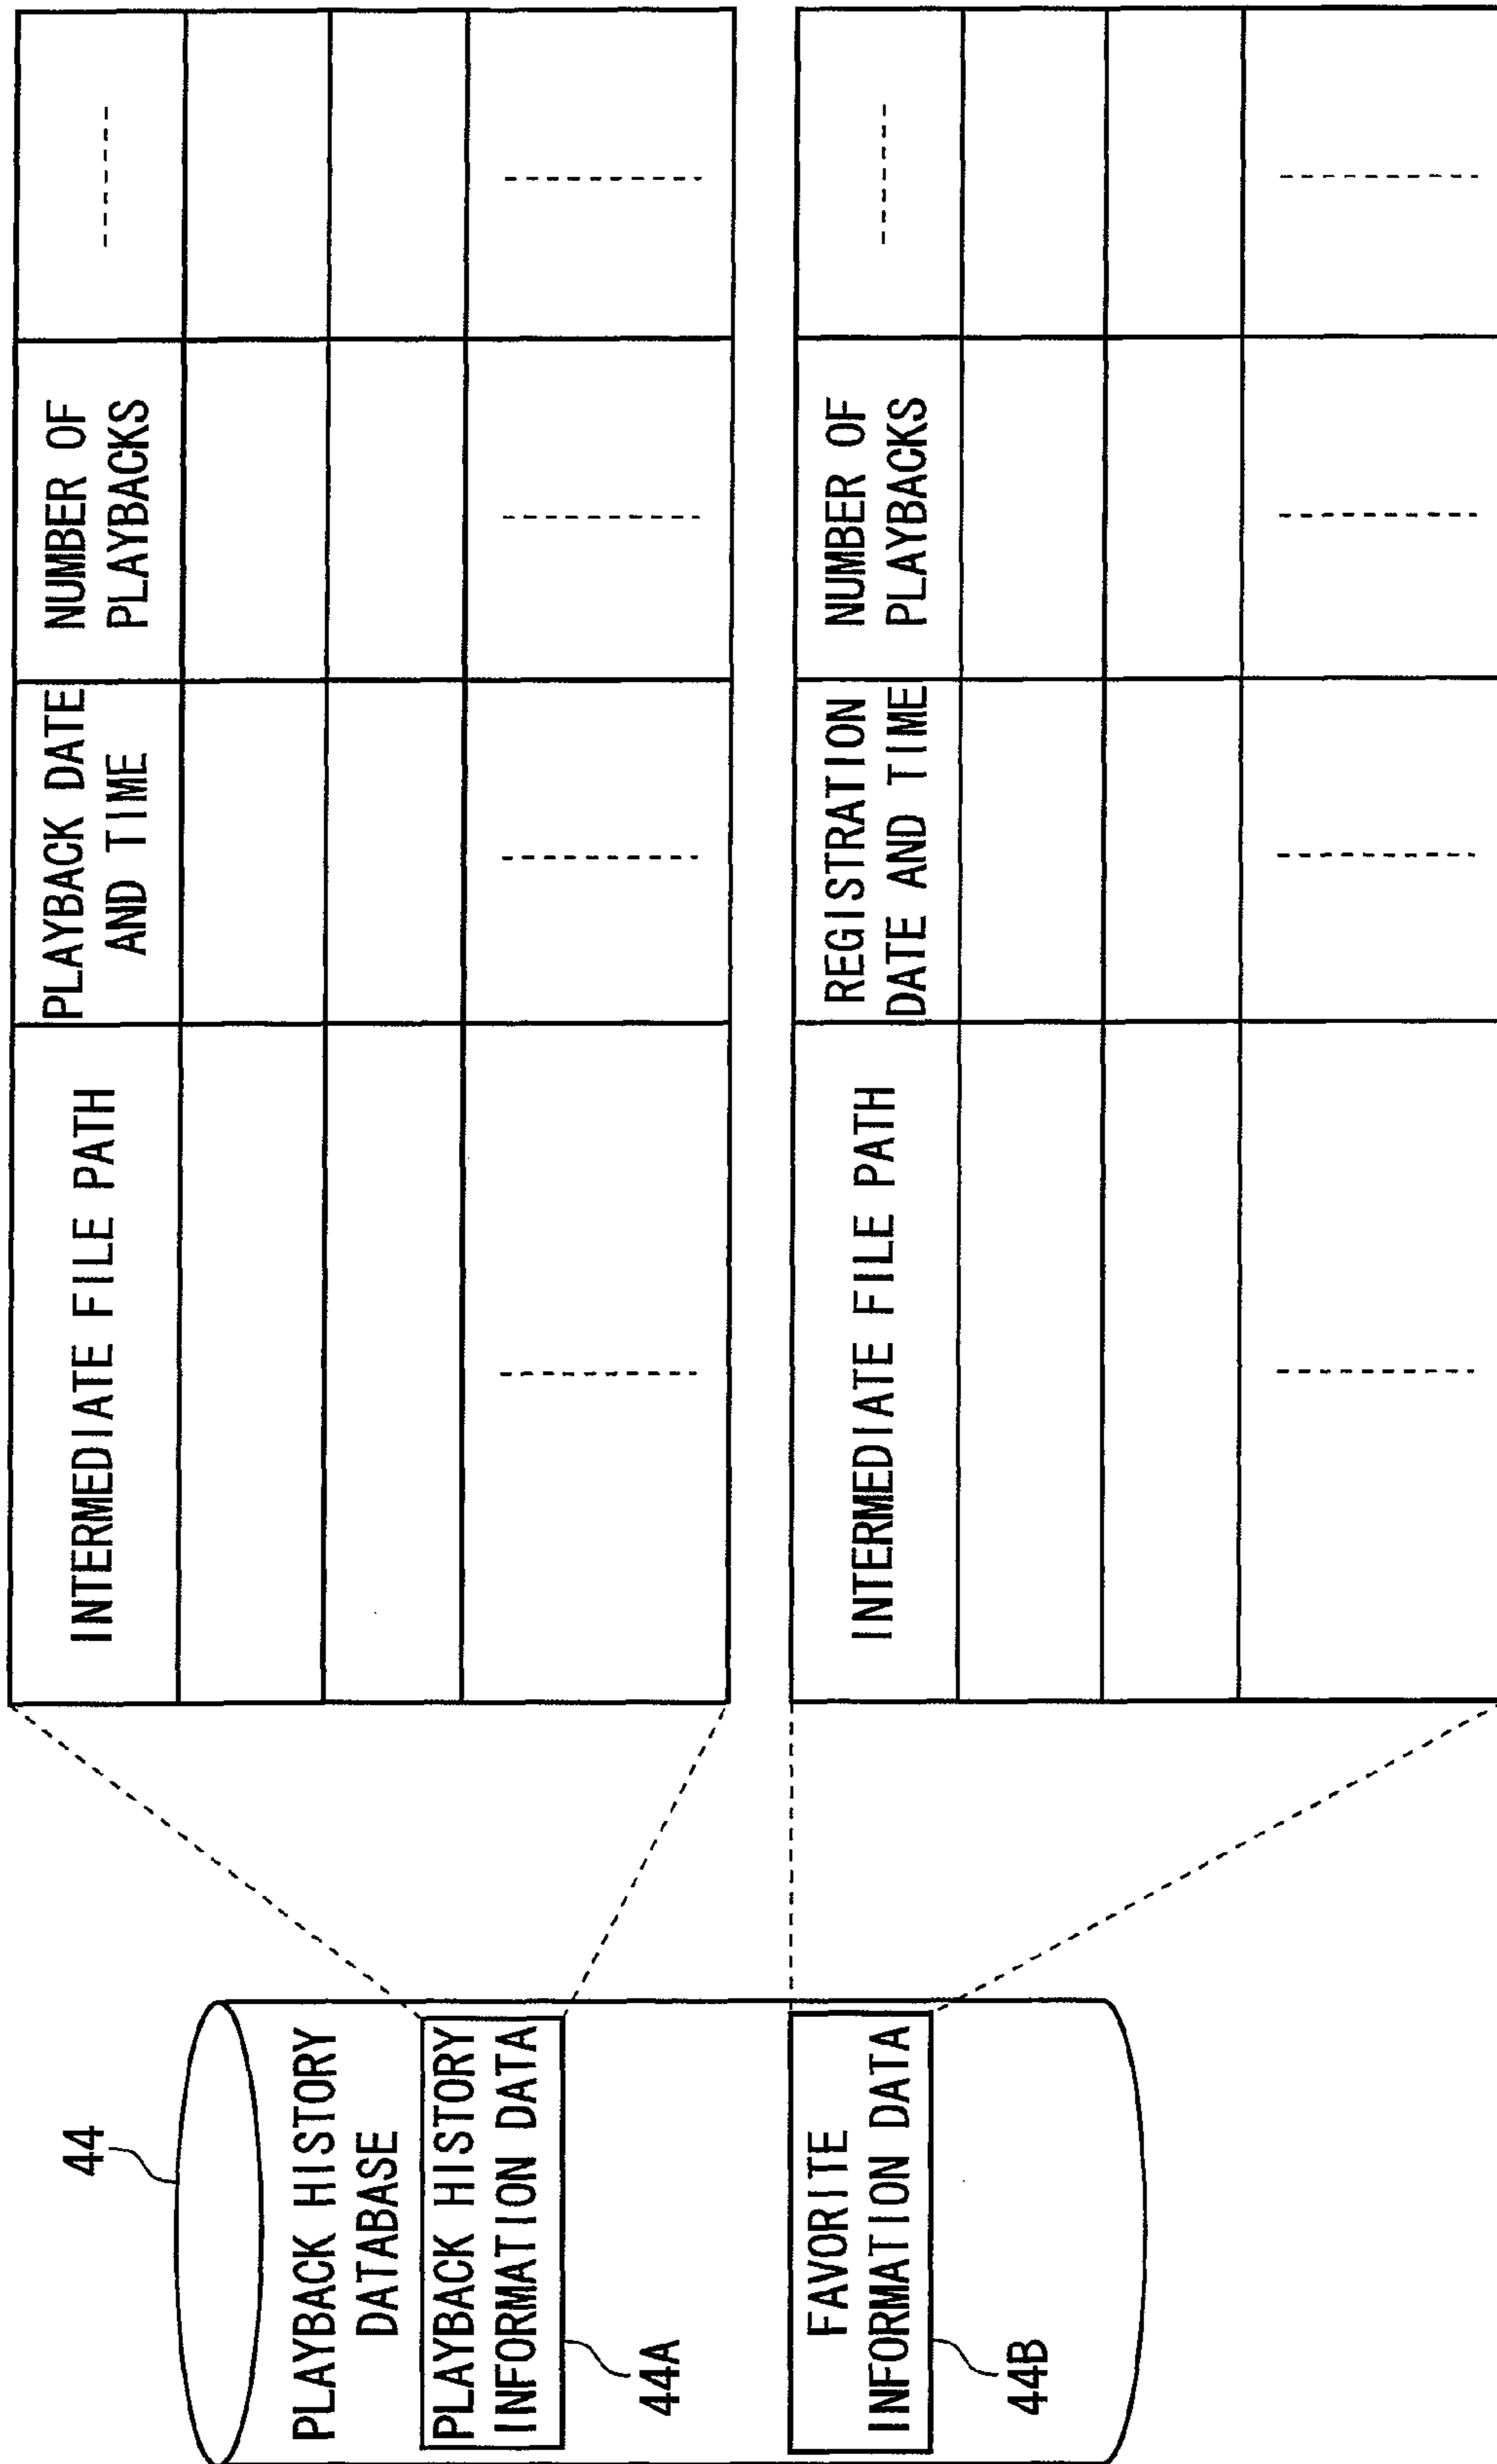 44
PLAYBACK HISTORY
DATABASE
PLAYBACK HISTORY
INFORMATION DATA
44A
FAVORITE
INFORMATION DATA
44B
INTERMEDIATE FILE PATH
PLAYBACK DATE
AND TIME
NUMBER OF
PLAYBACKS
INTERMEDIATE FILE PATH
REGISTRATION
DATE AND TIME
NUMBER OF
PLAYBACKS